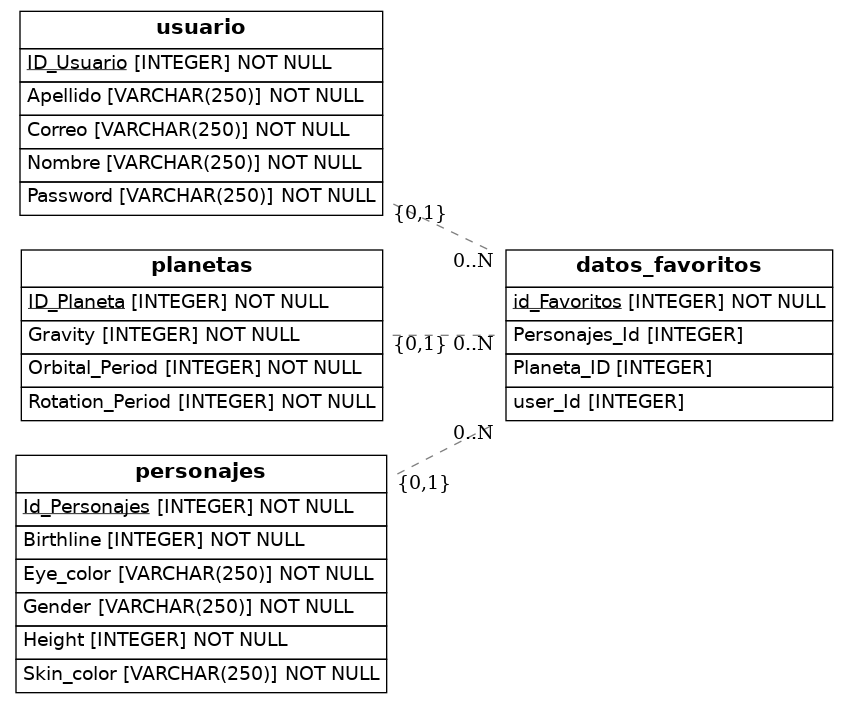 usuario
ID_Usuario [INTEGER] NOT NULL
Apellido [VARCHAR(250)] NOT NULL
Correo [VARCHAR(250)] NOT NULL
Nombre [VARCHAR(250)] NOT NULL
Password [VARCHAR(250)] NOT NULL
{0,1}
0..N
planetas
ID_Planeta [INTEGER] NOT NULL
Gravity [INTEGER] NOT NULL
Orbital_Period [INTEGER] NOT NULL
Rotation_Period [INTEGER] NOT NULL
{0,1} 0..N
datos_favoritos
id_Favoritos [INTEGER] NOT NULL
Personajes_Id [INTEGER]
Planeta_ID [INTEGER]
user_Id [INTEGER]
0..N
{0,1}
personajes
Id_Personajes [INTEGER] NOT NULL
Birthline [INTEGER] NOT NULL
Eye_color [VARCHAR(250)] NOT NULL
Gender [VARCHAR(250)] NOT NULL
Height [INTEGER] NOT NULL
Skin_color [VARCHAR(250)] NOT NULL